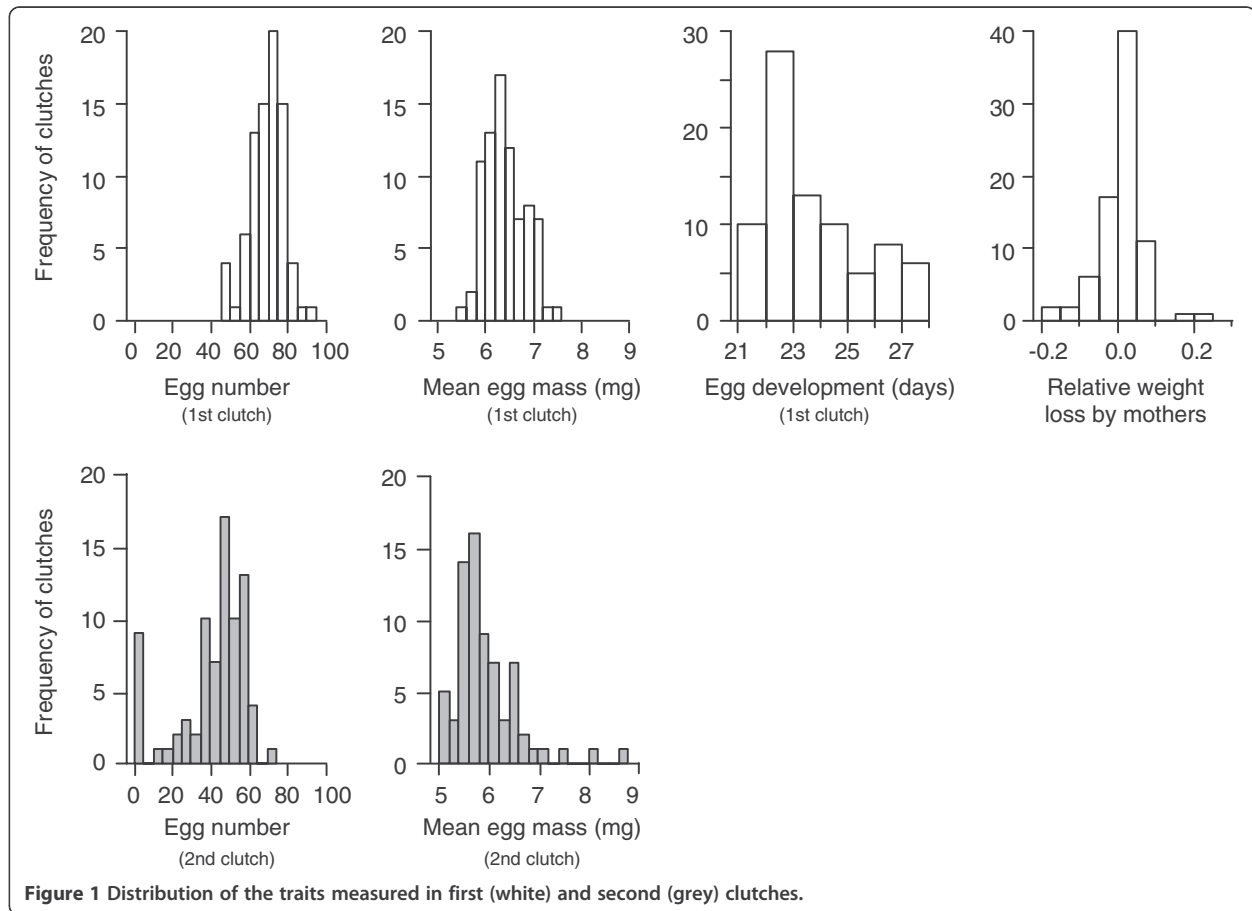 20
15
10
5
0
Frequency of clutches
0 20 40 60 80 100
Egg number
(1st clutch)
20
15
10
5
0
5 6 7 8 9
Mean egg mass (mg)
(1st clutch)
30
20
10
0
21 23 25 27
Egg development (days)
(1st clutch)
40
30
20
10
0
-0.2 0.0 0.2
Relative weight
loss by mothers
20
15
10
5
0
Frequency of clutches
0 20 40 60 80 100
Egg number
(2nd clutch)
20
15
10
5
0
5 6 7 8 9
Mean egg mass (mg)
(2nd clutch)
Figure 1 Distribution of the traits measured in first (white) and second (grey) clutches.